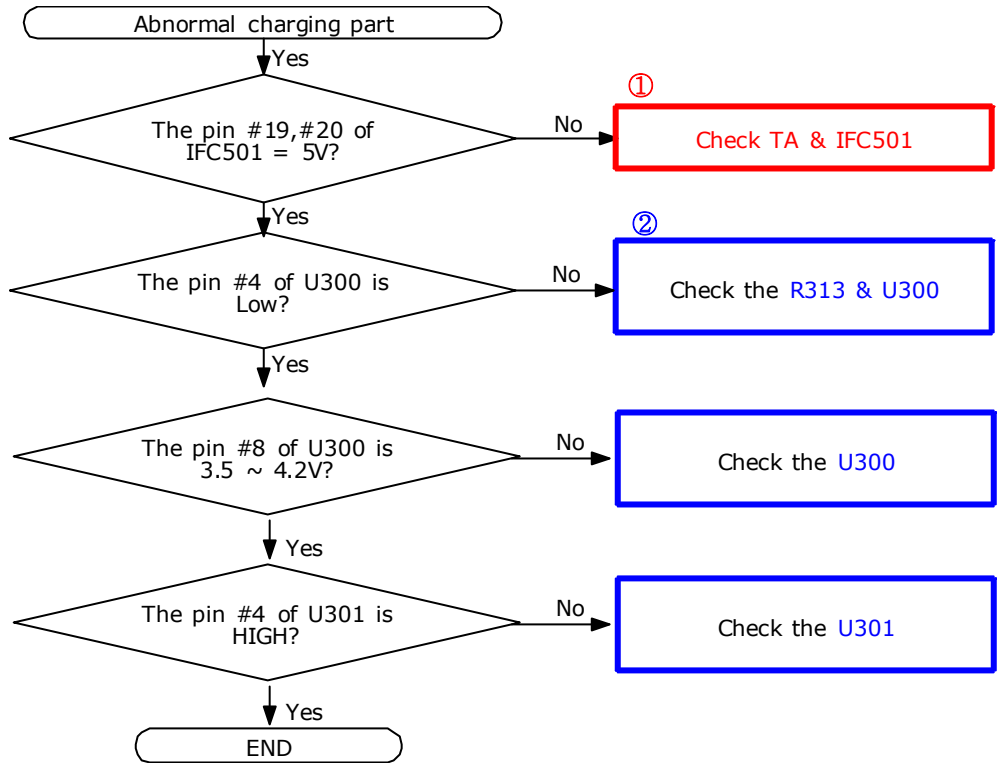 Abnormal charging part
Yes
①
The pin #19,#20 of
IFC501 = 5V?
No
Check TA & IFC501
Yes
②
The pin #4 of U300 is
Low?
No
Check the R313 & U300
Yes
The pin #8 of U300 is
3.5 ~ 4.2V?
No
Check the U300
Yes
The pin #4 of U301 is
HIGH?
No
Check the U301
Yes
END